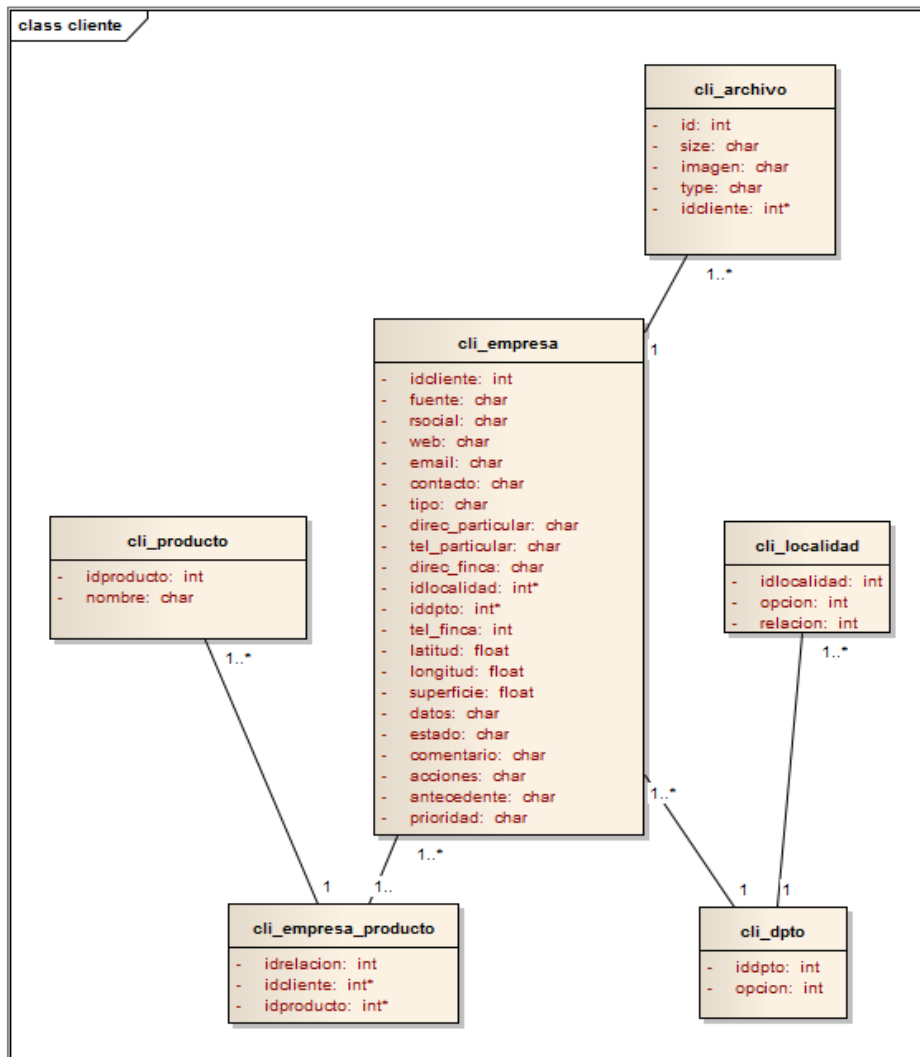 class cliente
cli_archivo
- id: int
- size: char
- imagen: char
- type: char
- idcliente: int*
1..*
1
cli_empresa
- idcliente: int
- fuente: char
- rsocial: char
- web: char
- email: char
- contacto: char
- tipo: char
- direc_particular: char
- tel_particular: char
- direc_finca: char
- idlocalidad: int*
- iddpto: int*
- tel_finca: int
- latitud: float
- longitud: float
- superficie: float
- datos: char
- estado: char
- comentario: char
- acciones: char
- antecedente: char
- prioridad: char
cli_producto
- idproducto: int
- nombre: char
1..*
cli_localidad
- idlocalidad: int
- opcion: int
- relacion: int
1..*
1..*
1..*
1
1..
1
1
cli_empresa_producto
- idrelacion: int
- idcliente: int*
- idproducto: int*
cli_dpto
- iddpto: int
- opcion: int